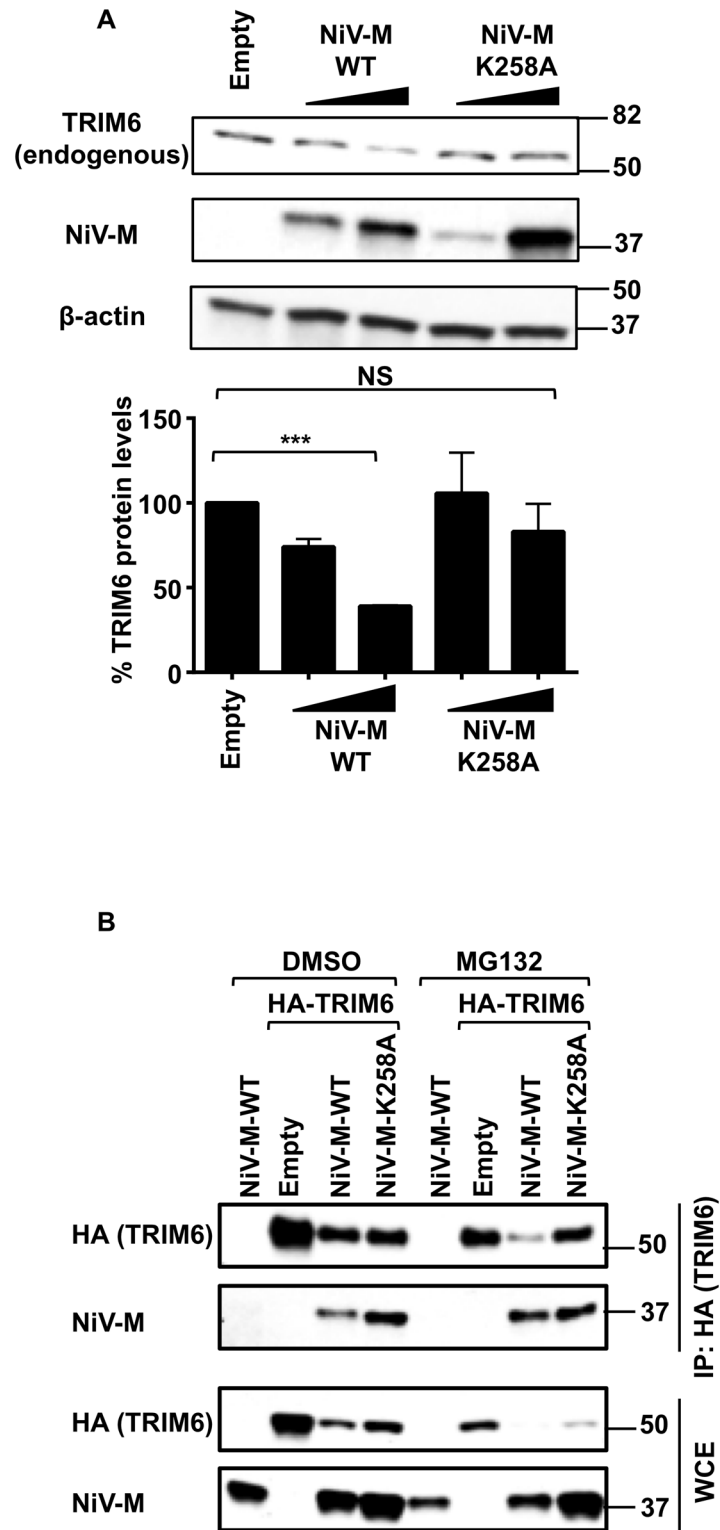 A
Empty
NiV-M
WT
NiV-M
K258A
TRIM6
(endogenous)
82
50
NiV-M
37
β-actin
50
37
NS
***
% TRIM6 protein levels
150
100
50
0
Empty
NiV-M
WT
NiV-M
K258A
B
DMSO
MG132
HA-TRIM6
HA-TRIM6
NiV-M-WT
Empty
NiV-M-WT
NiV-M-K258A
NiV-M-WT
Empty
NiV-M-WT
NiV-M-K258A
HA (TRIM6)
50
NiV-M
37
IP: HA (TRIM6)
HA (TRIM6)
50
NiV-M
37
WCE